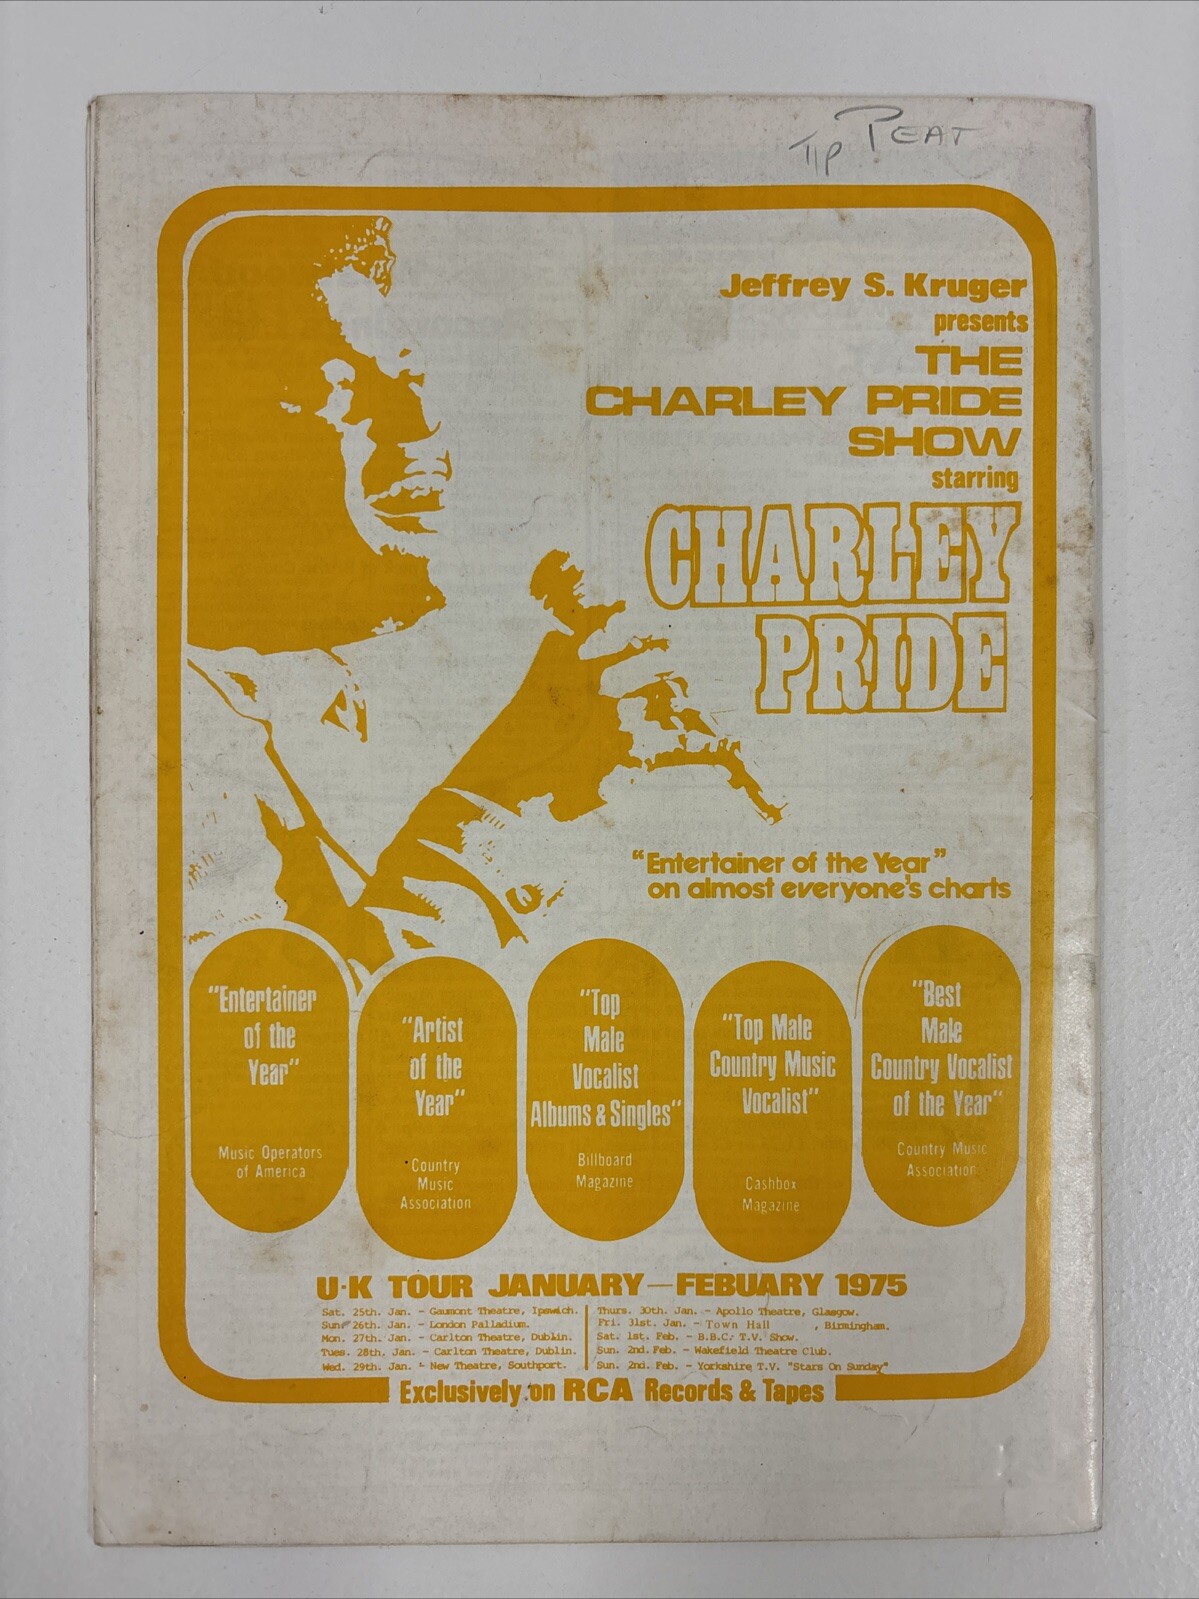 Tip PEAT
Jeffrey S. Kruger
presents
THE
CHARLEY PRIDE
SHOW
starring
CHARLEY
PRIDE
"Entertainer of the Year"
on almost everyone's charts
"Entertainer
of the
Year"
Music Operators
of America
"Artist
of the
Year"
Country
Music
Association
"Top
Male
Vocalist
Albums & Singles"
Billboard
Magazine
"Top Male
Country Music
Vocalist"
Cashbox
Magazine
"Best
Male
Country Vocalist
of the Year"
Country Music
Association
U·K TOUR JANUARY—FEBUARY 1975
Sat. 25th. Jan. - Gaumont Theatre, Ipswich.
Sun. 26th Jan. - London Palladium.
Mon. 27th. Jan. - Carlton Theatre, Dublin.
Tues. 28th. Jan. - Carlton Theatre, Dublin.
Wed. 29th. Jan. - New Theatre, Southport.
Thurs. 30th. Jan. - Apollo Theatre, Glasgow.
Fri. 31st. Jan. - Town Hall , Birmingham.
Sat. 1st. Feb. - B.B.C. T.V. Show.
Sun. 2nd. Feb. - Wakefield Theatre Club.
Sun. 2nd. Feb. - Yorkshire T.V. "Stars On Sunday"
Exclusively on RCA Records & Tapes